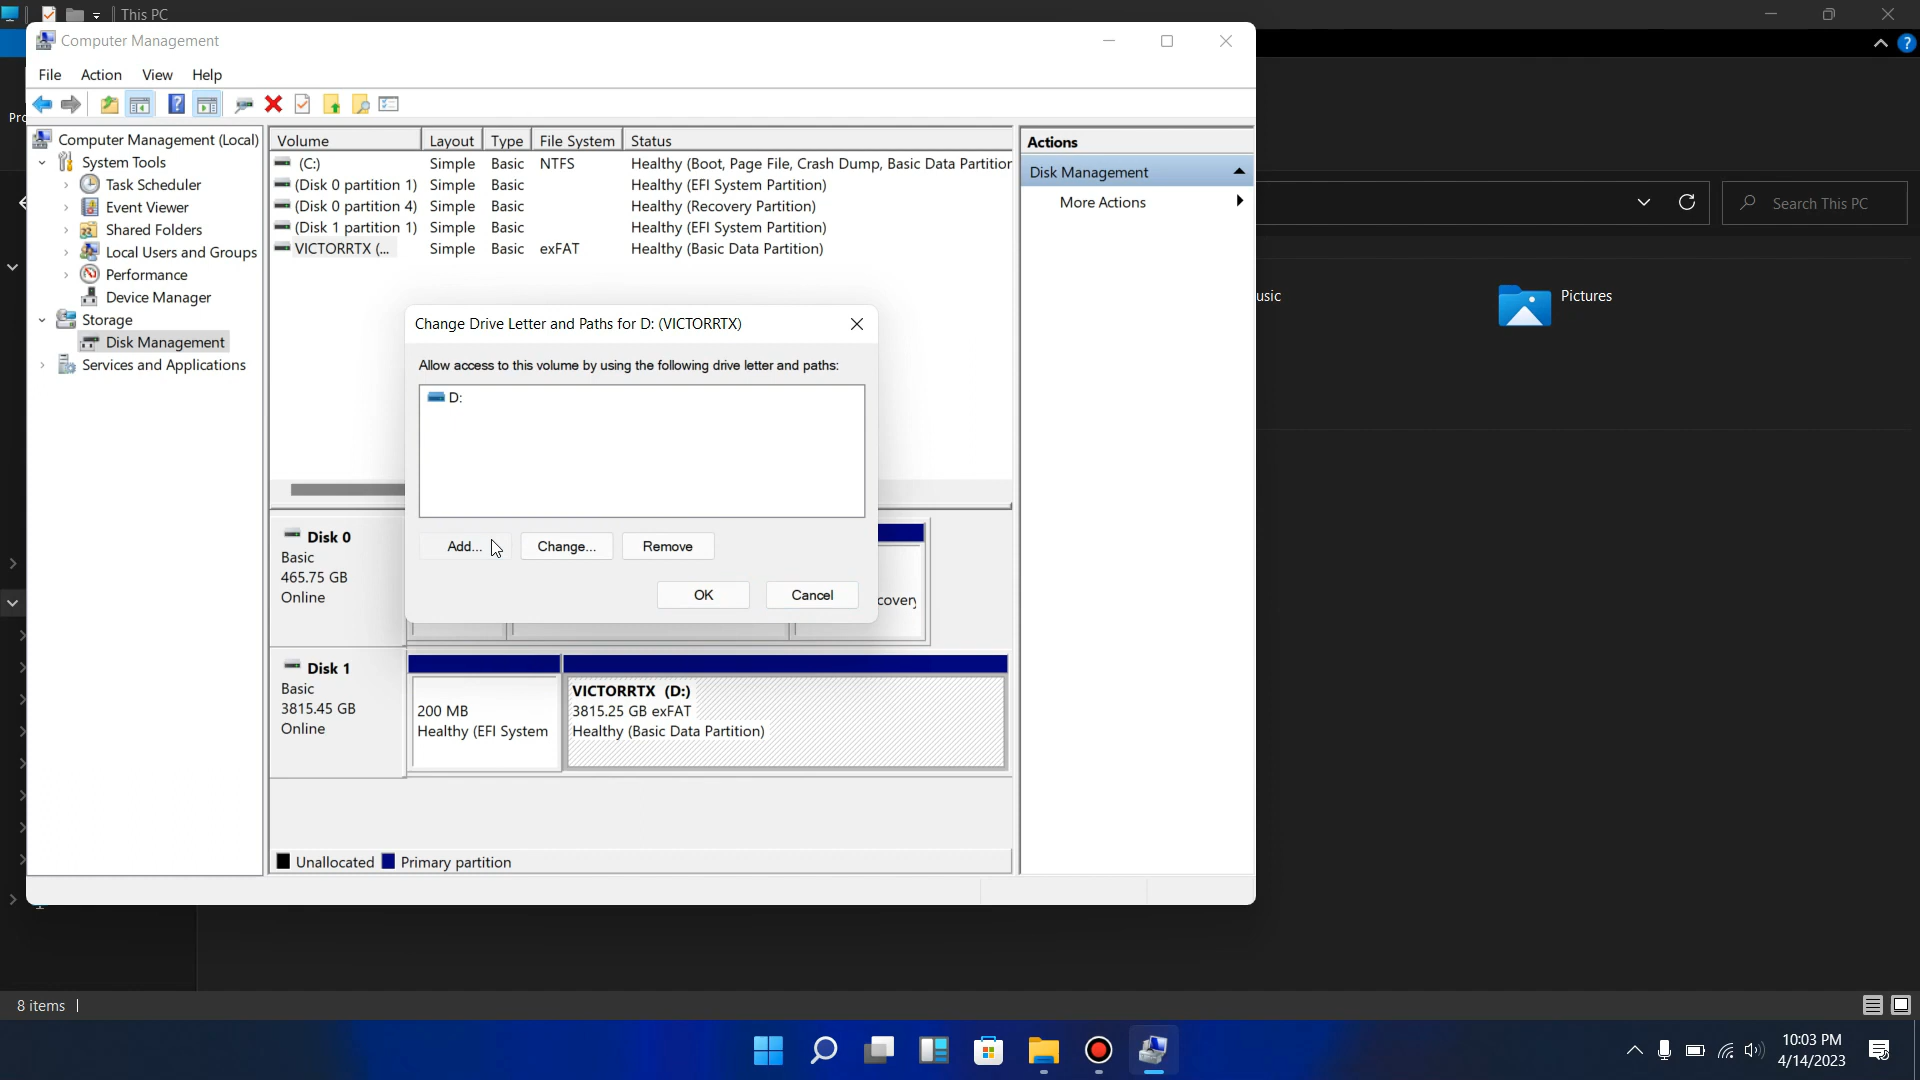 This PC
Computer Management
File Action View Help
Pro
Computer Management (Local)
System Tools
Task Scheduler
Event Viewer
Shared Folders
Local Users and Groups
Performance
Device Manager
Storage
Disk Management
Services and Applications
Volume Layout Type File System Status
(C:) Simple Basic NTFS Healthy (Boot, Page File, Crash Dump, Basic Data Partition
(Disk 0 partition 1) Simple Basic Healthy (EFI System Partition)
(Disk 0 partition 4) Simple Basic Healthy (Recovery Partition)
(Disk 1 partition 1) Simple Basic Healthy (EFI System Partition)
VICTORRTX (... Simple Basic exFAT Healthy (Basic Data Partition)
Actions
Disk Management
More Actions
Search This PC
usic
Pictures
Change Drive Letter and Paths for D: (VICTORRTX)
Allow access to this volume by using the following drive letter and paths:
D:
Add... Change... Remove
OK Cancel
Disk 0
Basic
465.75 GB
Online
covery
Disk 1
Basic
3815.45 GB
Online
200 MB
Healthy (EFI System
VICTORRTX (D:)
3815.25 GB exFAT
Healthy (Basic Data Partition)
Unallocated Primary partition
8 items
10:03 PM
4/14/2023